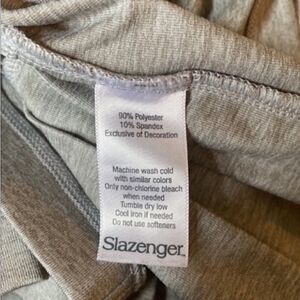 90% Polyester
10% Spandex
Exclusive of Decoration
Machine wash cold
with similar colors
Only non-chlorine bleach
when needed
Tumble dry low
Cool iron if needed
Do not use softeners
Slazenger